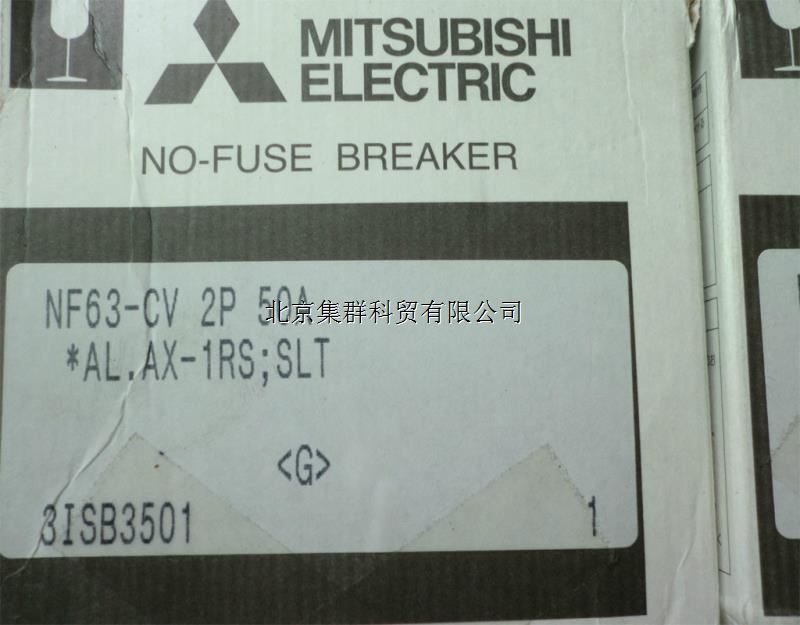 MITSUBISHI
ELECTRIC
NO-FUSE BREAKER
NF63-CV 2P 50A
北京集群科贸有限公司
*AL.AX-1RS;SLT
<G>
3ISB3501 1